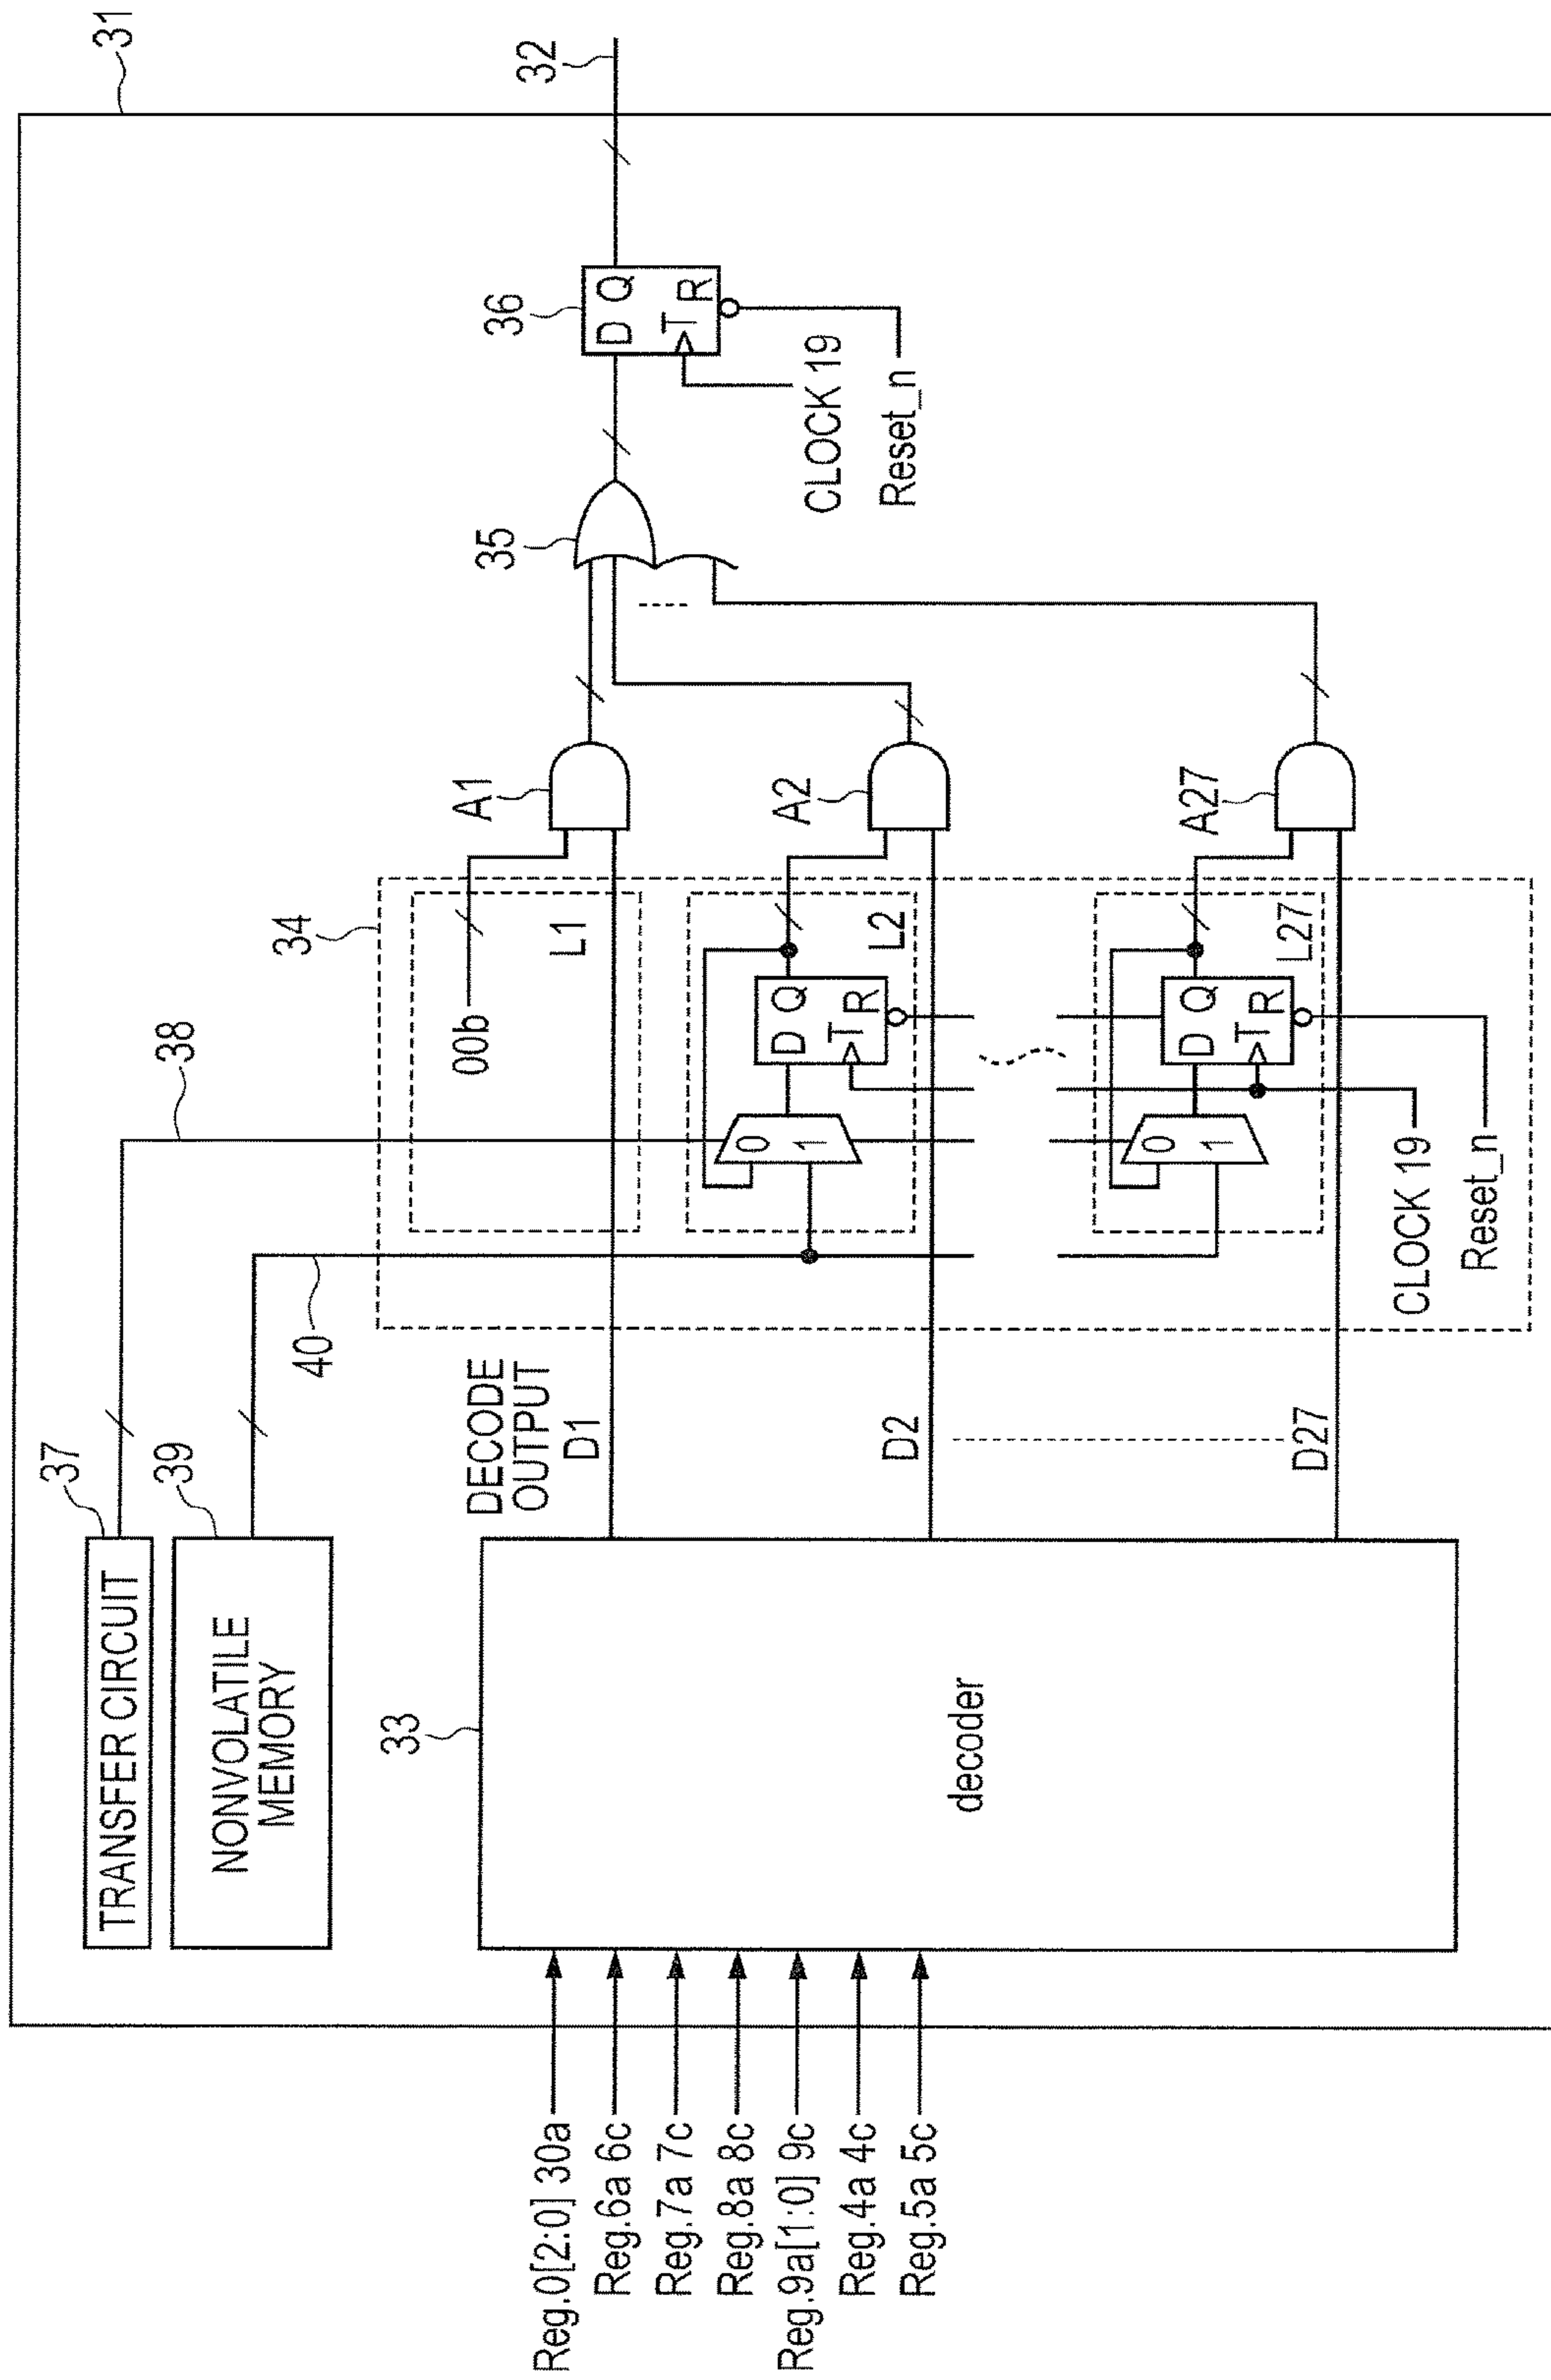 31
TRANSFER CIRCUIT
37
38
NONVOLATILE
MEMORY
39
40
34
33
decoder
DECODE
OUTPUT
D1
D2
D27
Reg.0[2:0] 30a
Reg.6a 6c
Reg.7a 7c
Reg.8a 8c
Reg.9a[1:0] 9c
Reg.4a 4c
Reg.5a 5c
00b
L1
A1
0
1
D Q
T
R
L2
A2
0
1
D Q
T
R
L27
A27
CLOCK 19
Reset_n
35
36
D Q
T
R
CLOCK 19
Reset_n
32